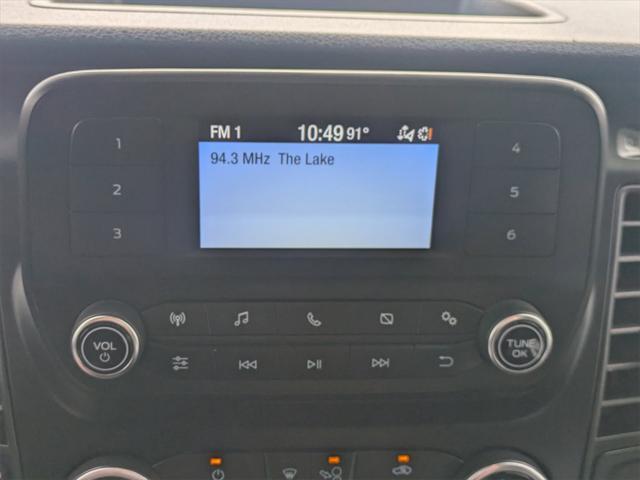 FM 1 10:49 91°
94.3 MHz The Lake
1
2
3
4
5
6
VOL
TUNE
OK